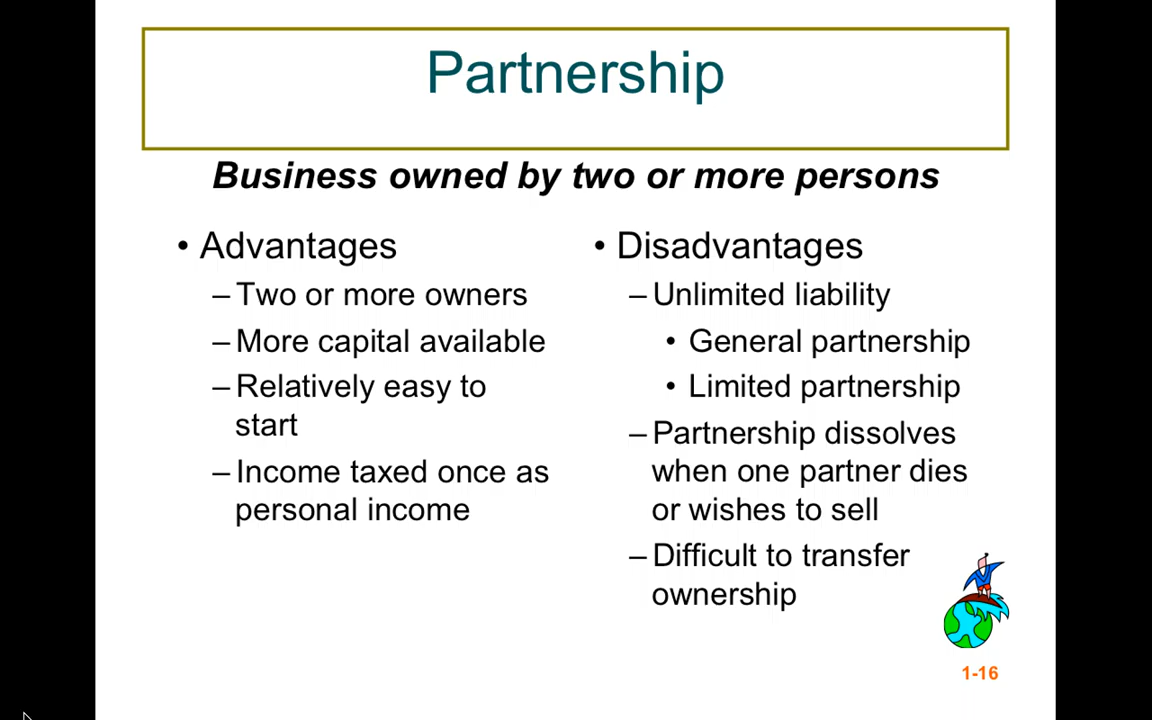 Partnership
Business owned by two or more persons
• Advantages
– Two or more owners
– More capital available
– Relatively easy to
start
– Income taxed once as
personal income
• Disadvantages
– Unlimited liability
• General partnership
• Limited partnership
– Partnership dissolves
when one partner dies
or wishes to sell
– Difficult to transfer
ownership
1-16